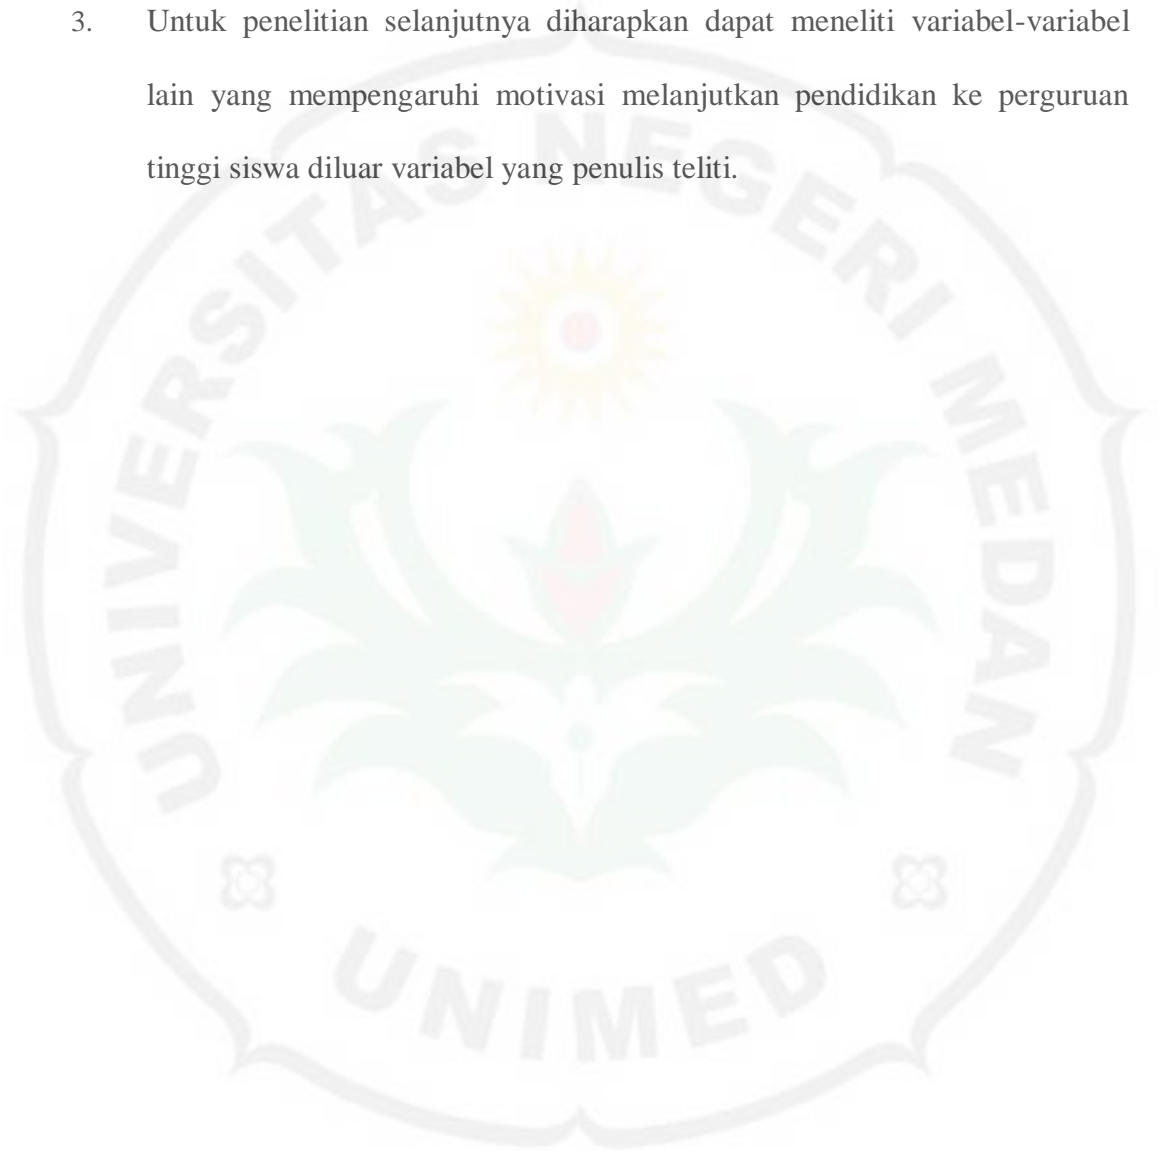 3. Untuk penelitian selanjutnya diharapkan dapat meneliti variabel-variabel
lain yang mempengaruhi motivasi melanjutkan pendidikan ke perguruan
tinggi siswa diluar variabel yang penulis teliti.
UNIVERSITAS NEGERI MEDAN
UNIMED